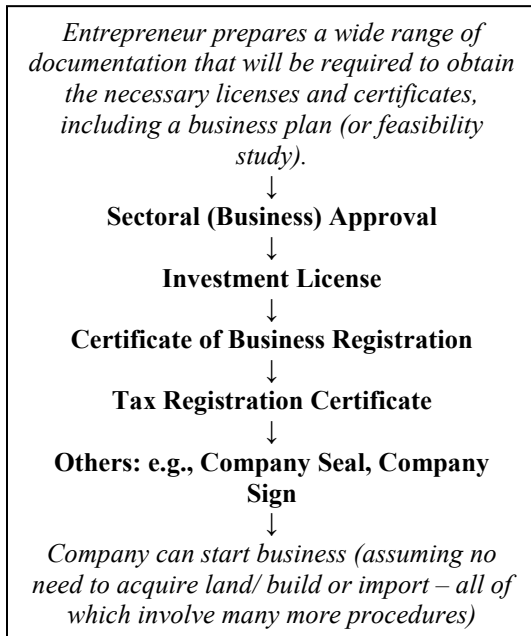 Entrepreneur prepares a wide range of
documentation that will be required to obtain
the necessary licenses and certificates,
including a business plan (or feasibility
study).
↓
Sectoral (Business) Approval
↓
Investment License
↓
Certificate of Business Registration
↓
Tax Registration Certificate
↓
Others: e.g., Company Seal, Company
Sign
↓
Company can start business (assuming no
need to acquire land/ build or import – all of
which involve many more procedures)